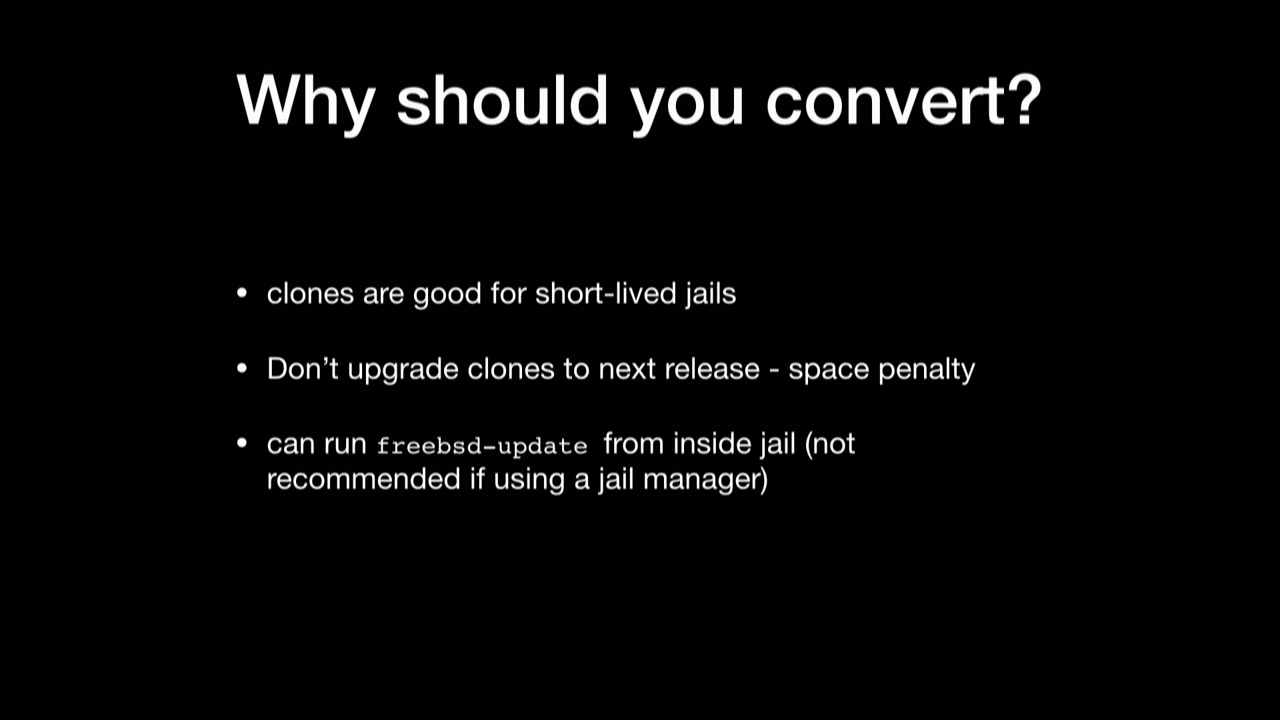 Why should you convert?
• clones are good for short-lived jails
• Don’t upgrade clones to next release - space penalty
• can run freebsd-update from inside jail (not
recommended if using a jail manager)